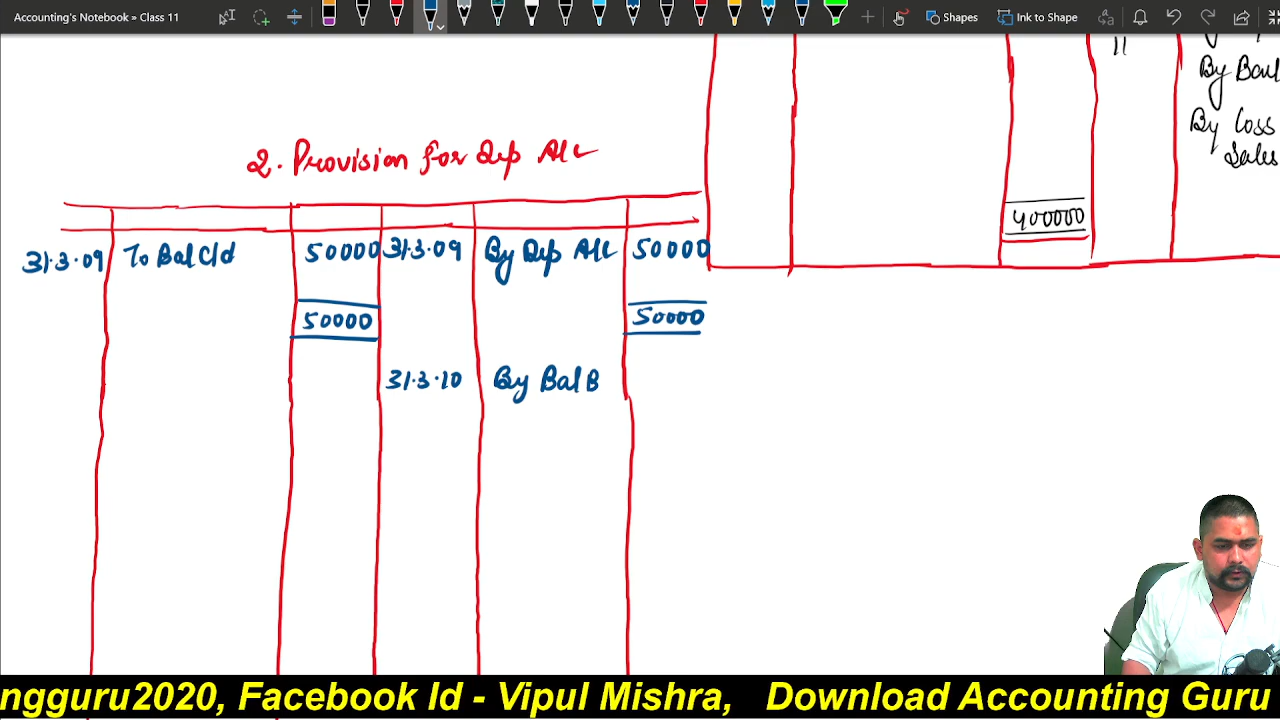 Accounting's Notebook » Class 11
Shapes
Ink to Shape
By
By Loss
Sales
400000
2. Provision for Dep A/c
31.3.09 To Bal C/d 50000 31.3.09 By Dep A/c 50000
50000 50000
31.3.10 By Bal B
ngguru2020, Facebook Id - Vipul Mishra, Download Accounting Guru